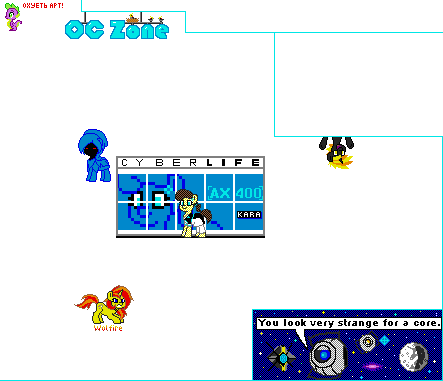 ОХУЕТЬ АРТ!
OC Zone
CYBERLIFE
AX 400
KARA
Wolfire
You look very strange for a core.